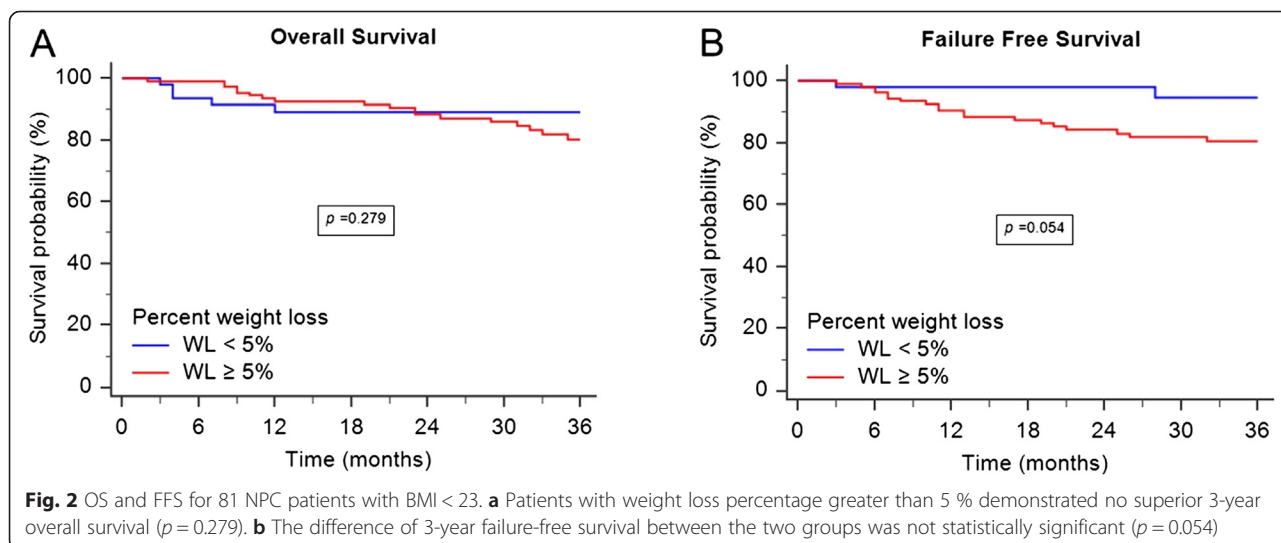 A
Overall Survival
Survival probability (%)
100
80
60
40
20
0
p =0.279
Percent weight loss
WL < 5%
WL ≥ 5%
0 6 12 18 24 30 36
Time (months)
B
Failure Free Survival
Survival probability (%)
100
80
60
40
20
0
p =0.054
Percent weight loss
WL < 5%
WL ≥ 5%
0 6 12 18 24 30 36
Time (months)
Fig. 2 OS and FFS for 81 NPC patients with BMI < 23. a Patients with weight loss percentage greater than 5 % demonstrated no superior 3-year
overall survival (p = 0.279). b The difference of 3-year failure-free survival between the two groups was not statistically significant (p = 0.054)